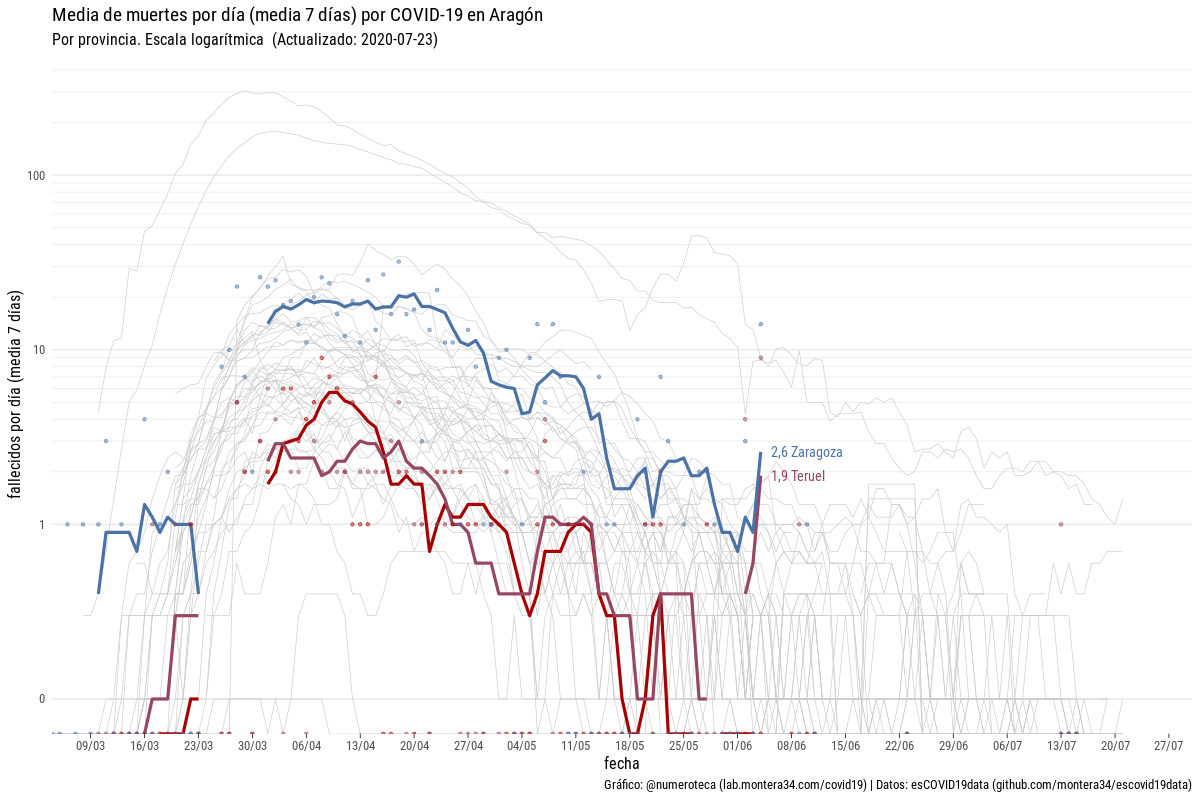 Media de muertes por día (media 7 días) por COVID-19 en Aragón
Por provincia. Escala logarítmica (Actualizado: 2020-07-23)
fallecidos por día (media 7 días)
100
10
1
0
2,6 Zaragoza
1,9 Teruel
09/03 16/03 23/03 30/03 06/04 13/04 20/04 27/04 04/05 11/05 18/05 25/05 01/06 08/06 15/06 22/06 29/06 06/07 13/07 20/07 27/07
fecha
Gráfico: @numeroteca (lab.montera34.com/covid19) | Datos: esCOVID19data (github.com/montera34/escovid19data)